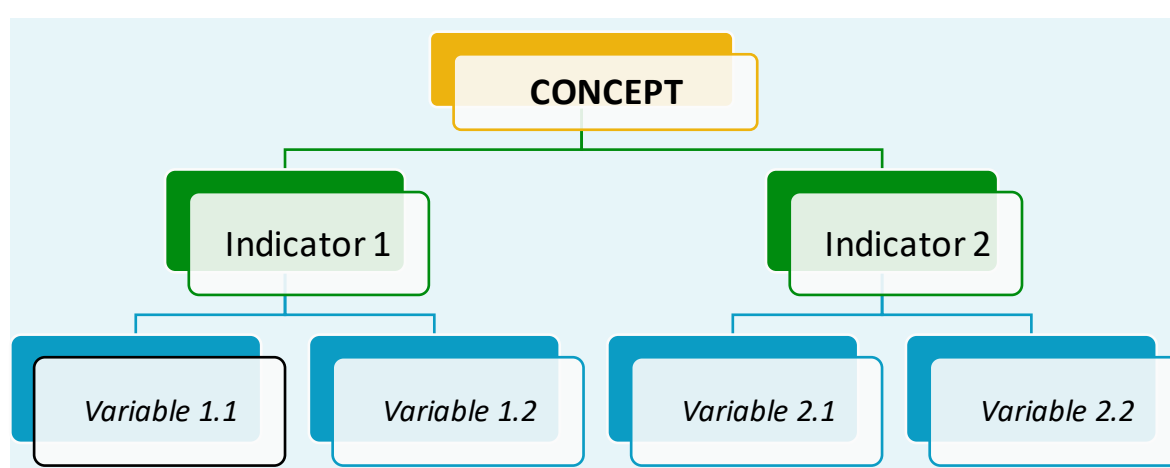 CONCEPT
Indicator 1
Indicator 2
Variable 1.1
Variable 1.2
Variable 2.1
Variable 2.2